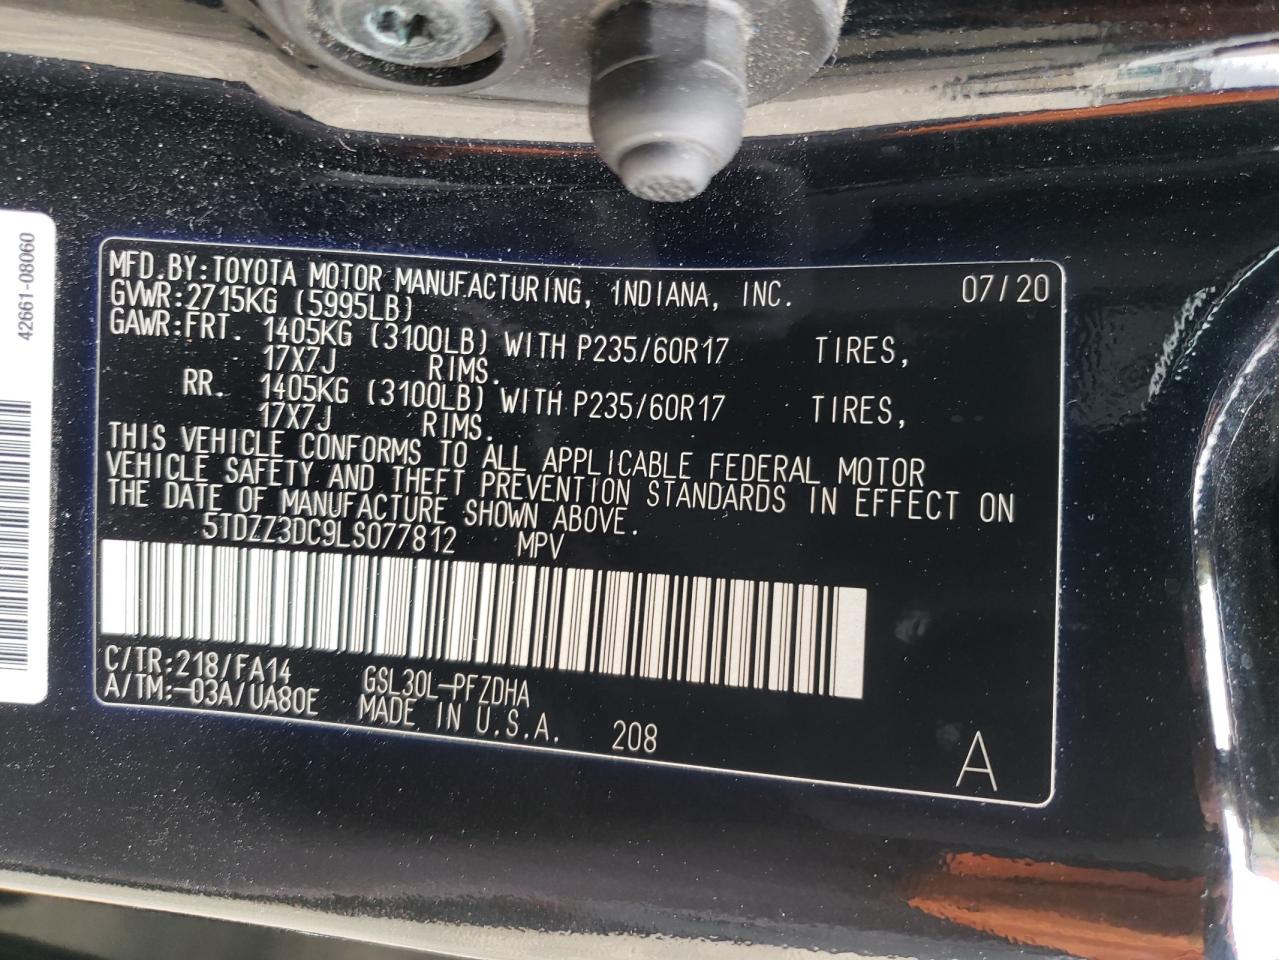 42661-08060
MFD.BY:TOYOTA MOTOR MANUFACTURING, INDIANA, INC. 07/20
GVWR:2715KG (5995LB)
GAWR:FRT. 1405KG (3100LB) WITH P235/60R17 TIRES,
17X7J RIMS.
RR. 1405KG (3100LB) WITH P235/60R17 TIRES,
17X7J RIMS.
THIS VEHICLE CONFORMS TO ALL APPLICABLE FEDERAL MOTOR
VEHICLE SAFETY AND THEFT PREVENTION STANDARDS IN EFFECT ON
THE DATE OF MANUFACTURE SHOWN ABOVE.
5TDZZ3DC9LS077812 MPV
C/TR:218/FA14 GSL30L-PFZDHA
A/TM:-03A/UA80E MADE IN U.S.A. 208
A